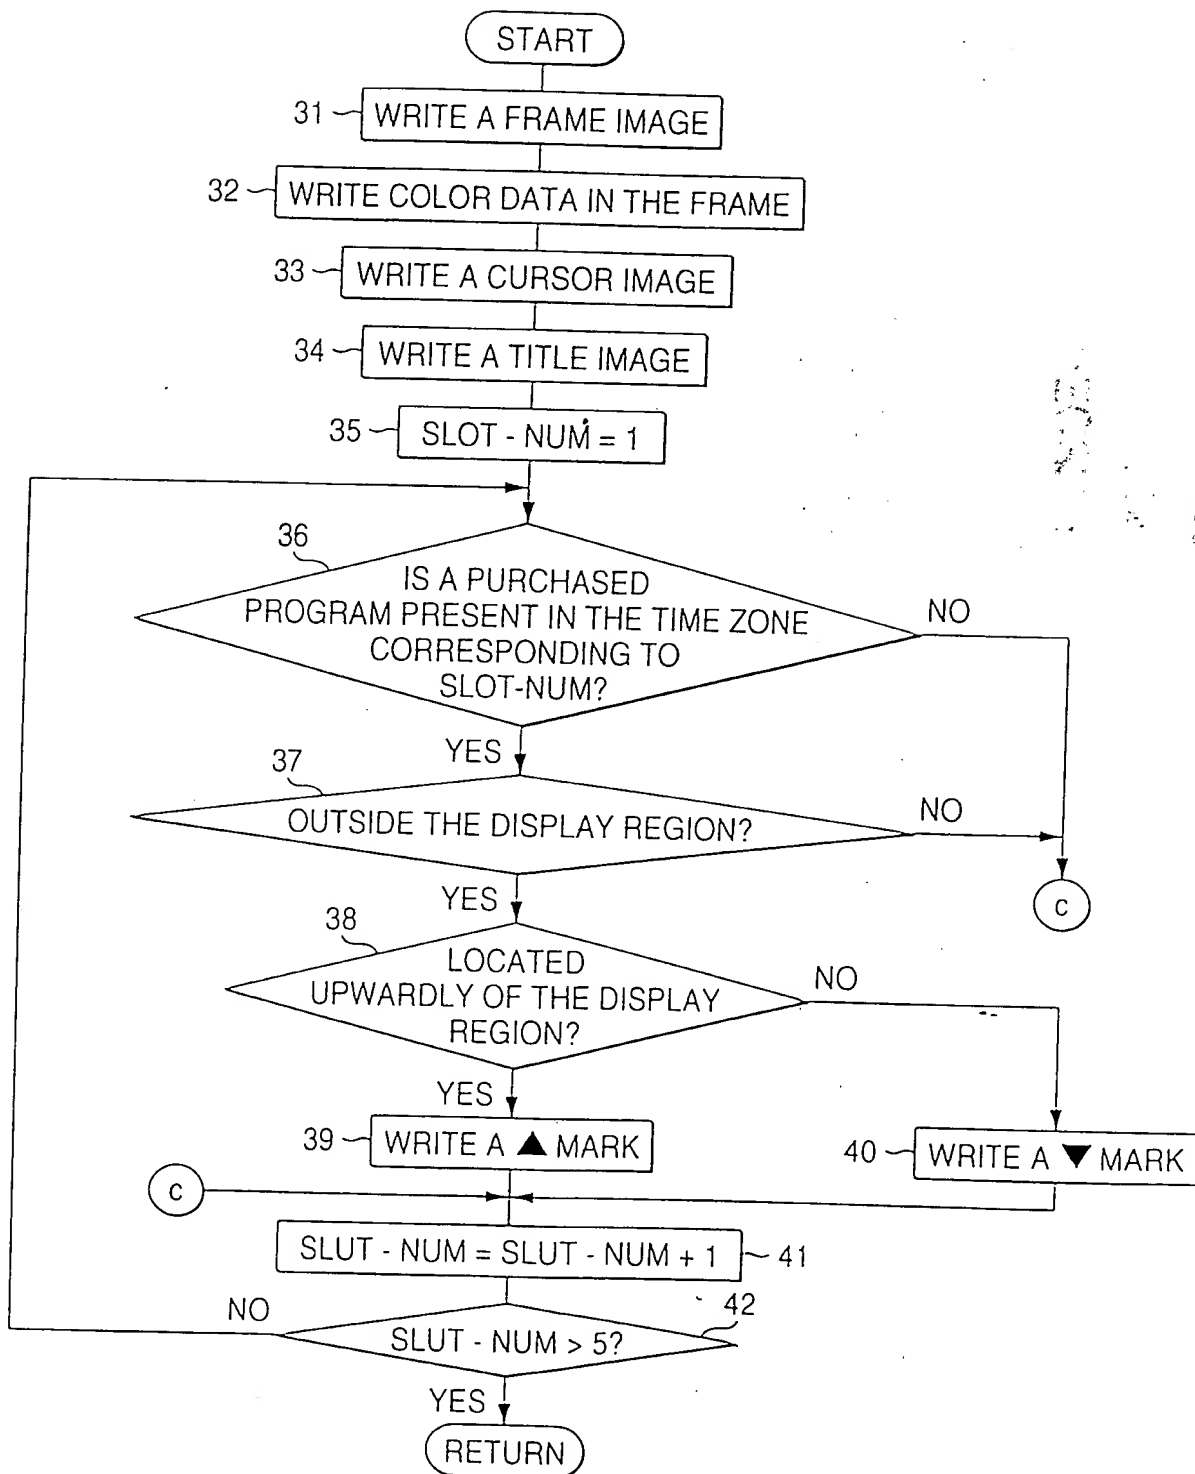 START
31
WRITE A FRAME IMAGE
32
WRITE COLOR DATA IN THE FRAME
33
WRITE A CURSOR IMAGE
34
WRITE A TITLE IMAGE
35
SLOT - NUM = 1
36
IS A PURCHASED
PROGRAM PRESENT IN THE TIME ZONE
CORRESPONDING TO
SLOT-NUM?
NO
YES
37
OUTSIDE THE DISPLAY REGION?
NO
YES
C
38
LOCATED
UPWARDLY OF THE DISPLAY
REGION?
NO
YES
39
WRITE A ▲ MARK
40
WRITE A ▼ MARK
C
SLUT - NUM = SLUT - NUM + 1
41
NO
42
SLUT - NUM > 5?
YES
RETURN